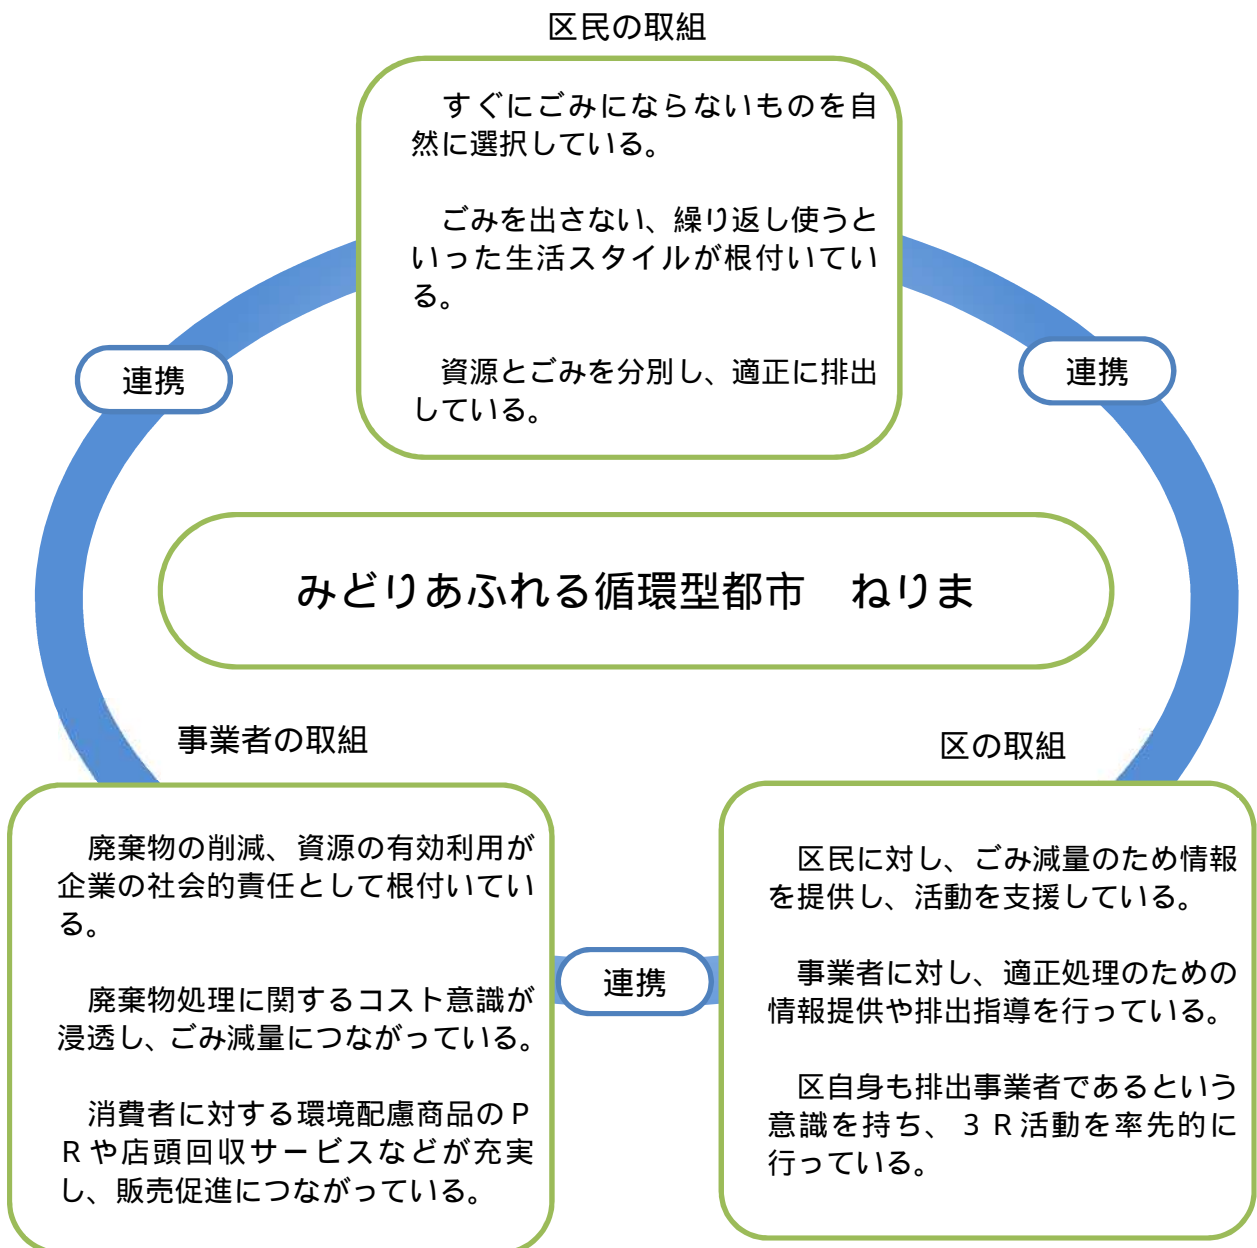 区民の取組
　すぐにごみにならないものを自
然に選択している。
　ごみを出さない、繰り返し使うと
いった生活スタイルが根付いてい
る。
　資源とごみを分別し、適正に排出
している。
連携
連携
みどりあふれる循環型都市　ねりま
事業者の取組
　廃棄物の削減、資源の有効利用が
企業の社会的責任として根付いてい
る。
　廃棄物処理に関するコスト意識が
浸透し、ごみ減量につながっている。
　消費者に対する環境配慮商品のＰ
Ｒや店頭回収サービスなどが充実
し、販売促進につながっている。
連携
区の取組
　区民に対し、ごみ減量のため情報
を提供し、活動を支援している。
　事業者に対し、適正処理のための
情報提供や排出指導を行っている。
　区自身も排出事業者であるという
意識を持ち、３Ｒ活動を率先的に
行っている。